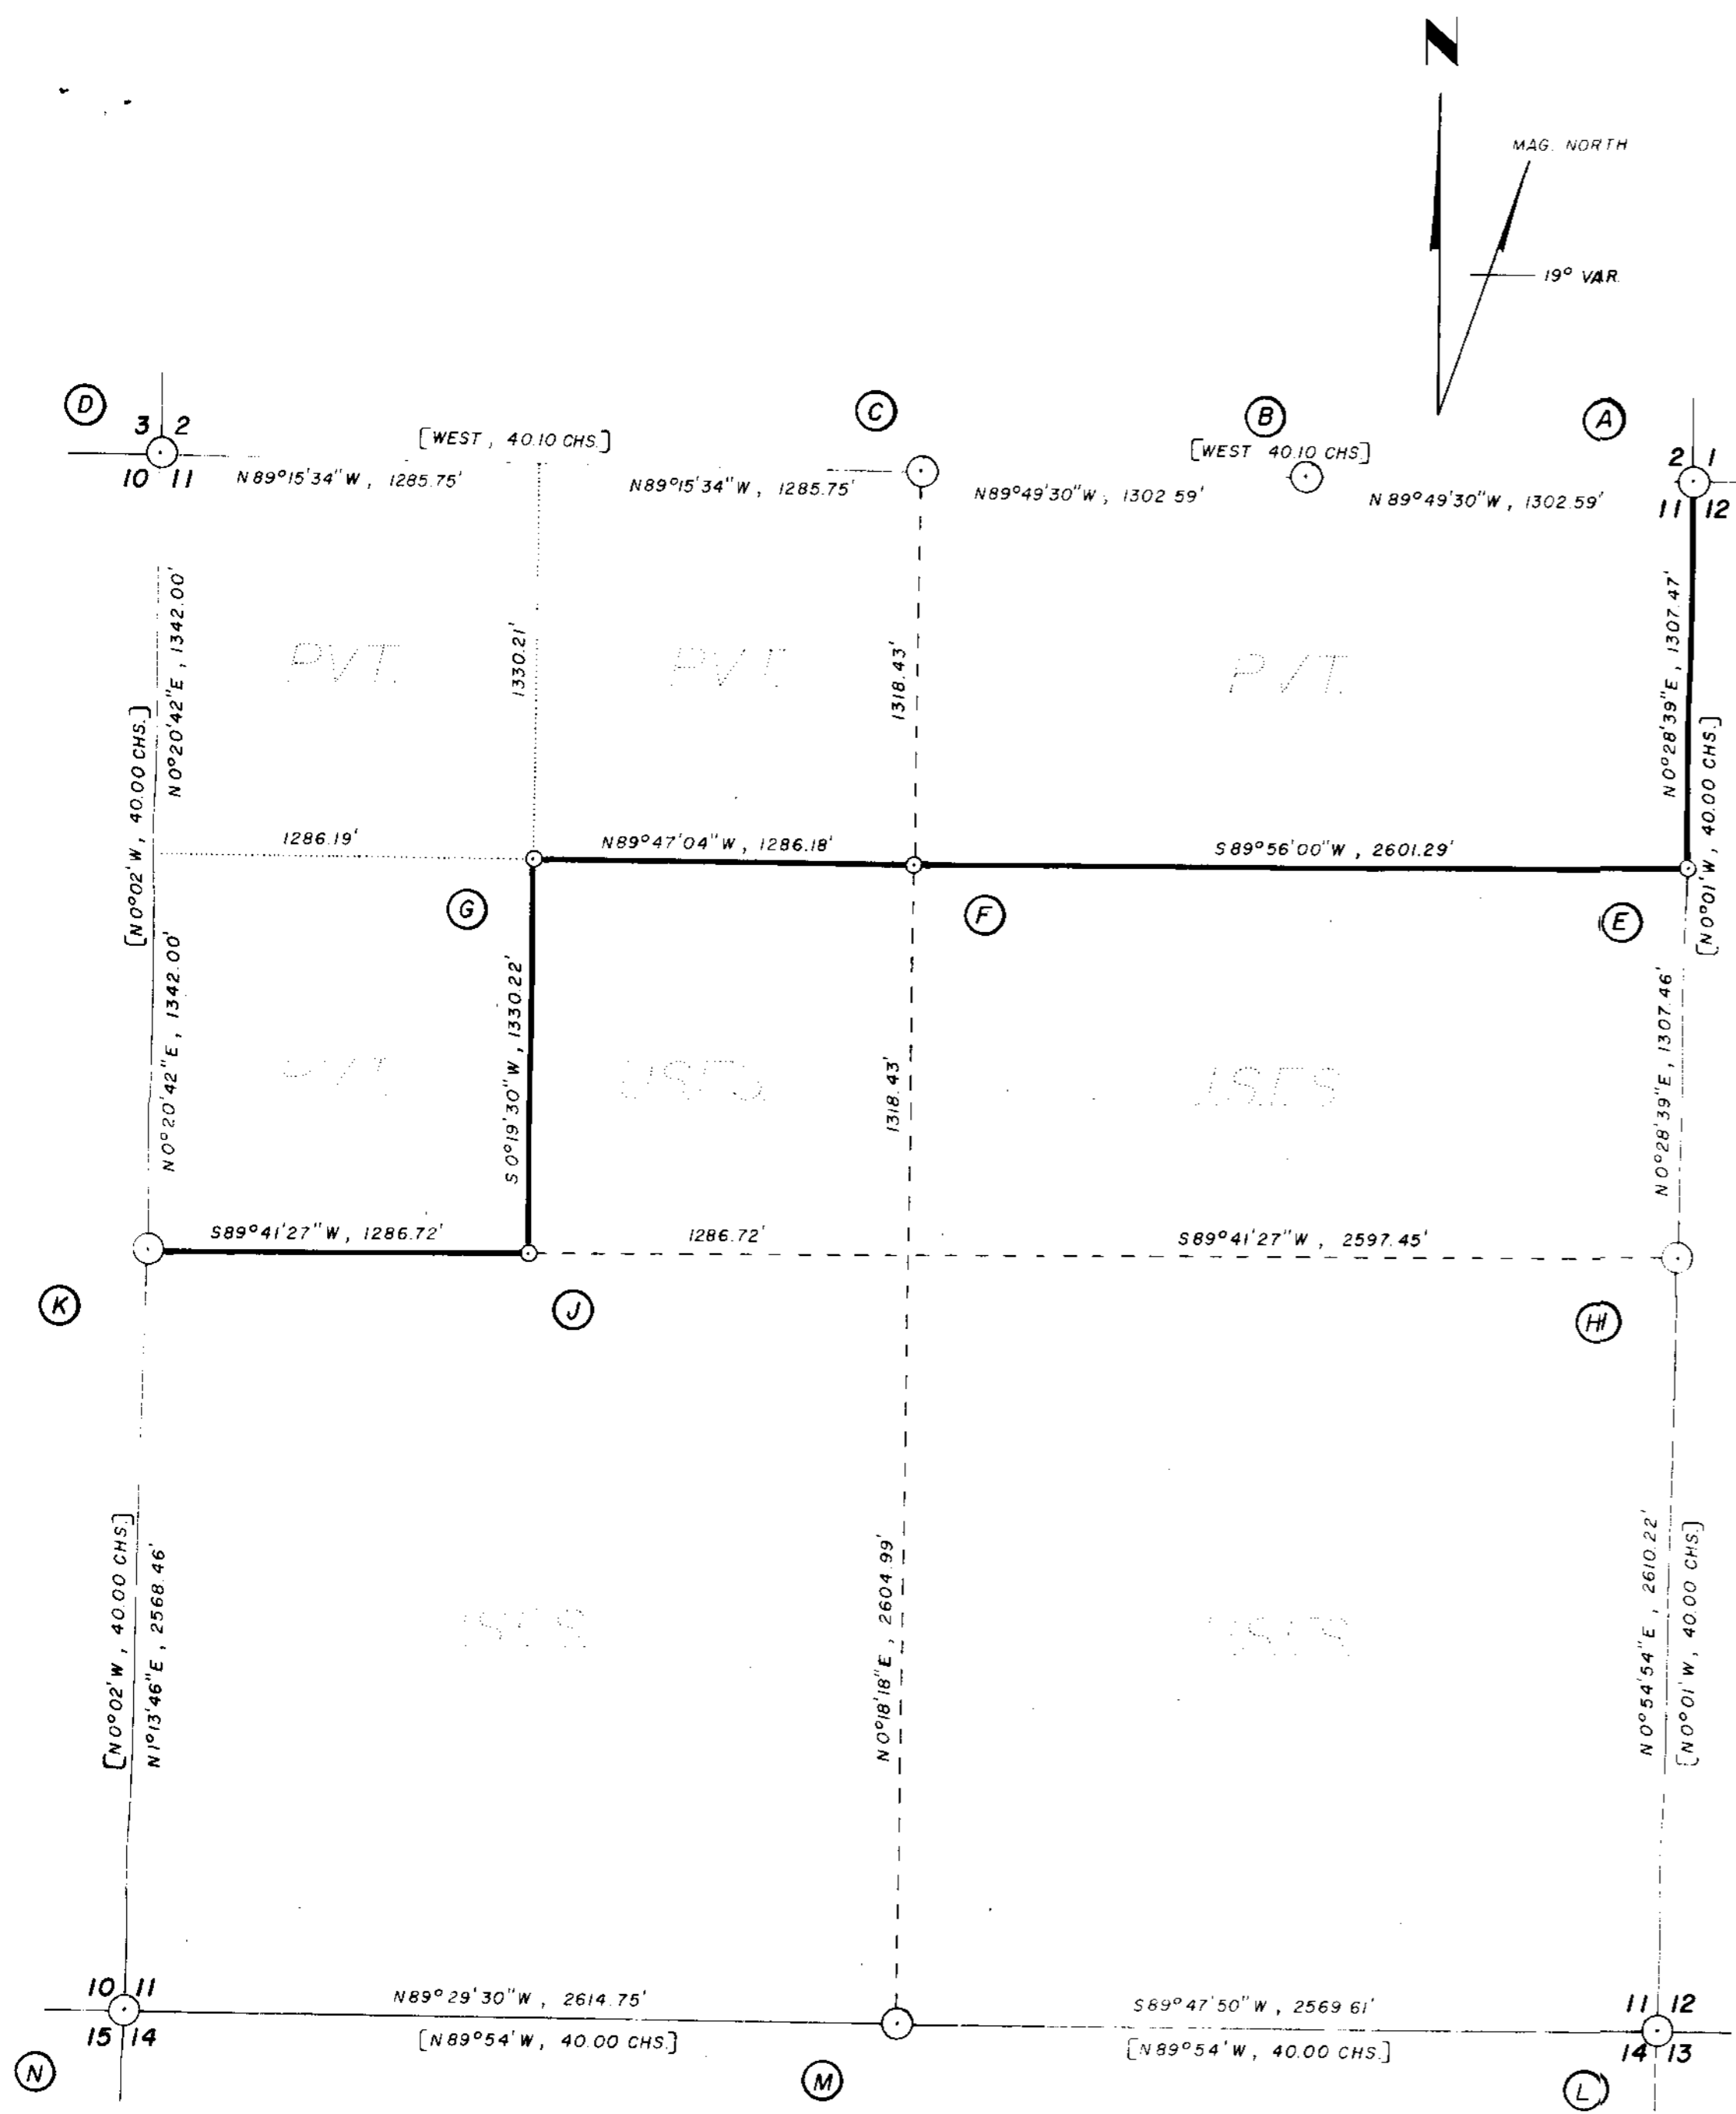 N
MAG. NORTH
19° VAR.
D
C
B
A
3 2
10 11
[WEST, 40.10 CHS.]
[WEST 40.10 CHS.]
2 1
11 12
N89°15'34"W, 1285.75'
N89°15'34"W, 1285.75'
N89°49'30"W, 1302.59'
N89°49'30"W, 1302.59'
N0°20'42"E, 1342.00'
[N0°02'W, 40.00 CHS.]
PVT.
1330.21'
PVT.
1318.43'
PVT.
N0°28'39"E, 1307.47'
[N0°01'W, 40.00 CHS.]
1286.19'
N89°47'04"W, 1286.18'
S89°56'00"W, 2601.29'
G
F
E
N0°20'42"E, 1342.00'
PVT.
S0°19'30"W, 1330.22'
USFS
1318.43'
USFS
N0°28'39"E, 1307.46'
S89°41'27"W, 1286.72'
1286.72'
S89°41'27"W, 2597.45'
K
J
H
[N0°02'W, 40.00 CHS.]
N1°13'46"E, 2568.46'
USFS
N0°18'18"E, 2604.99'
USFS
N0°54'54"E, 2610.22'
[N0°01'W, 40.00 CHS.]
10 11
15 14
N89°29'30"W, 2614.75'
[N89°54'W, 40.00 CHS.]
S89°47'50"W, 2569.61'
[N89°54'W, 40.00 CHS.]
11 12
14 13
N
M
L